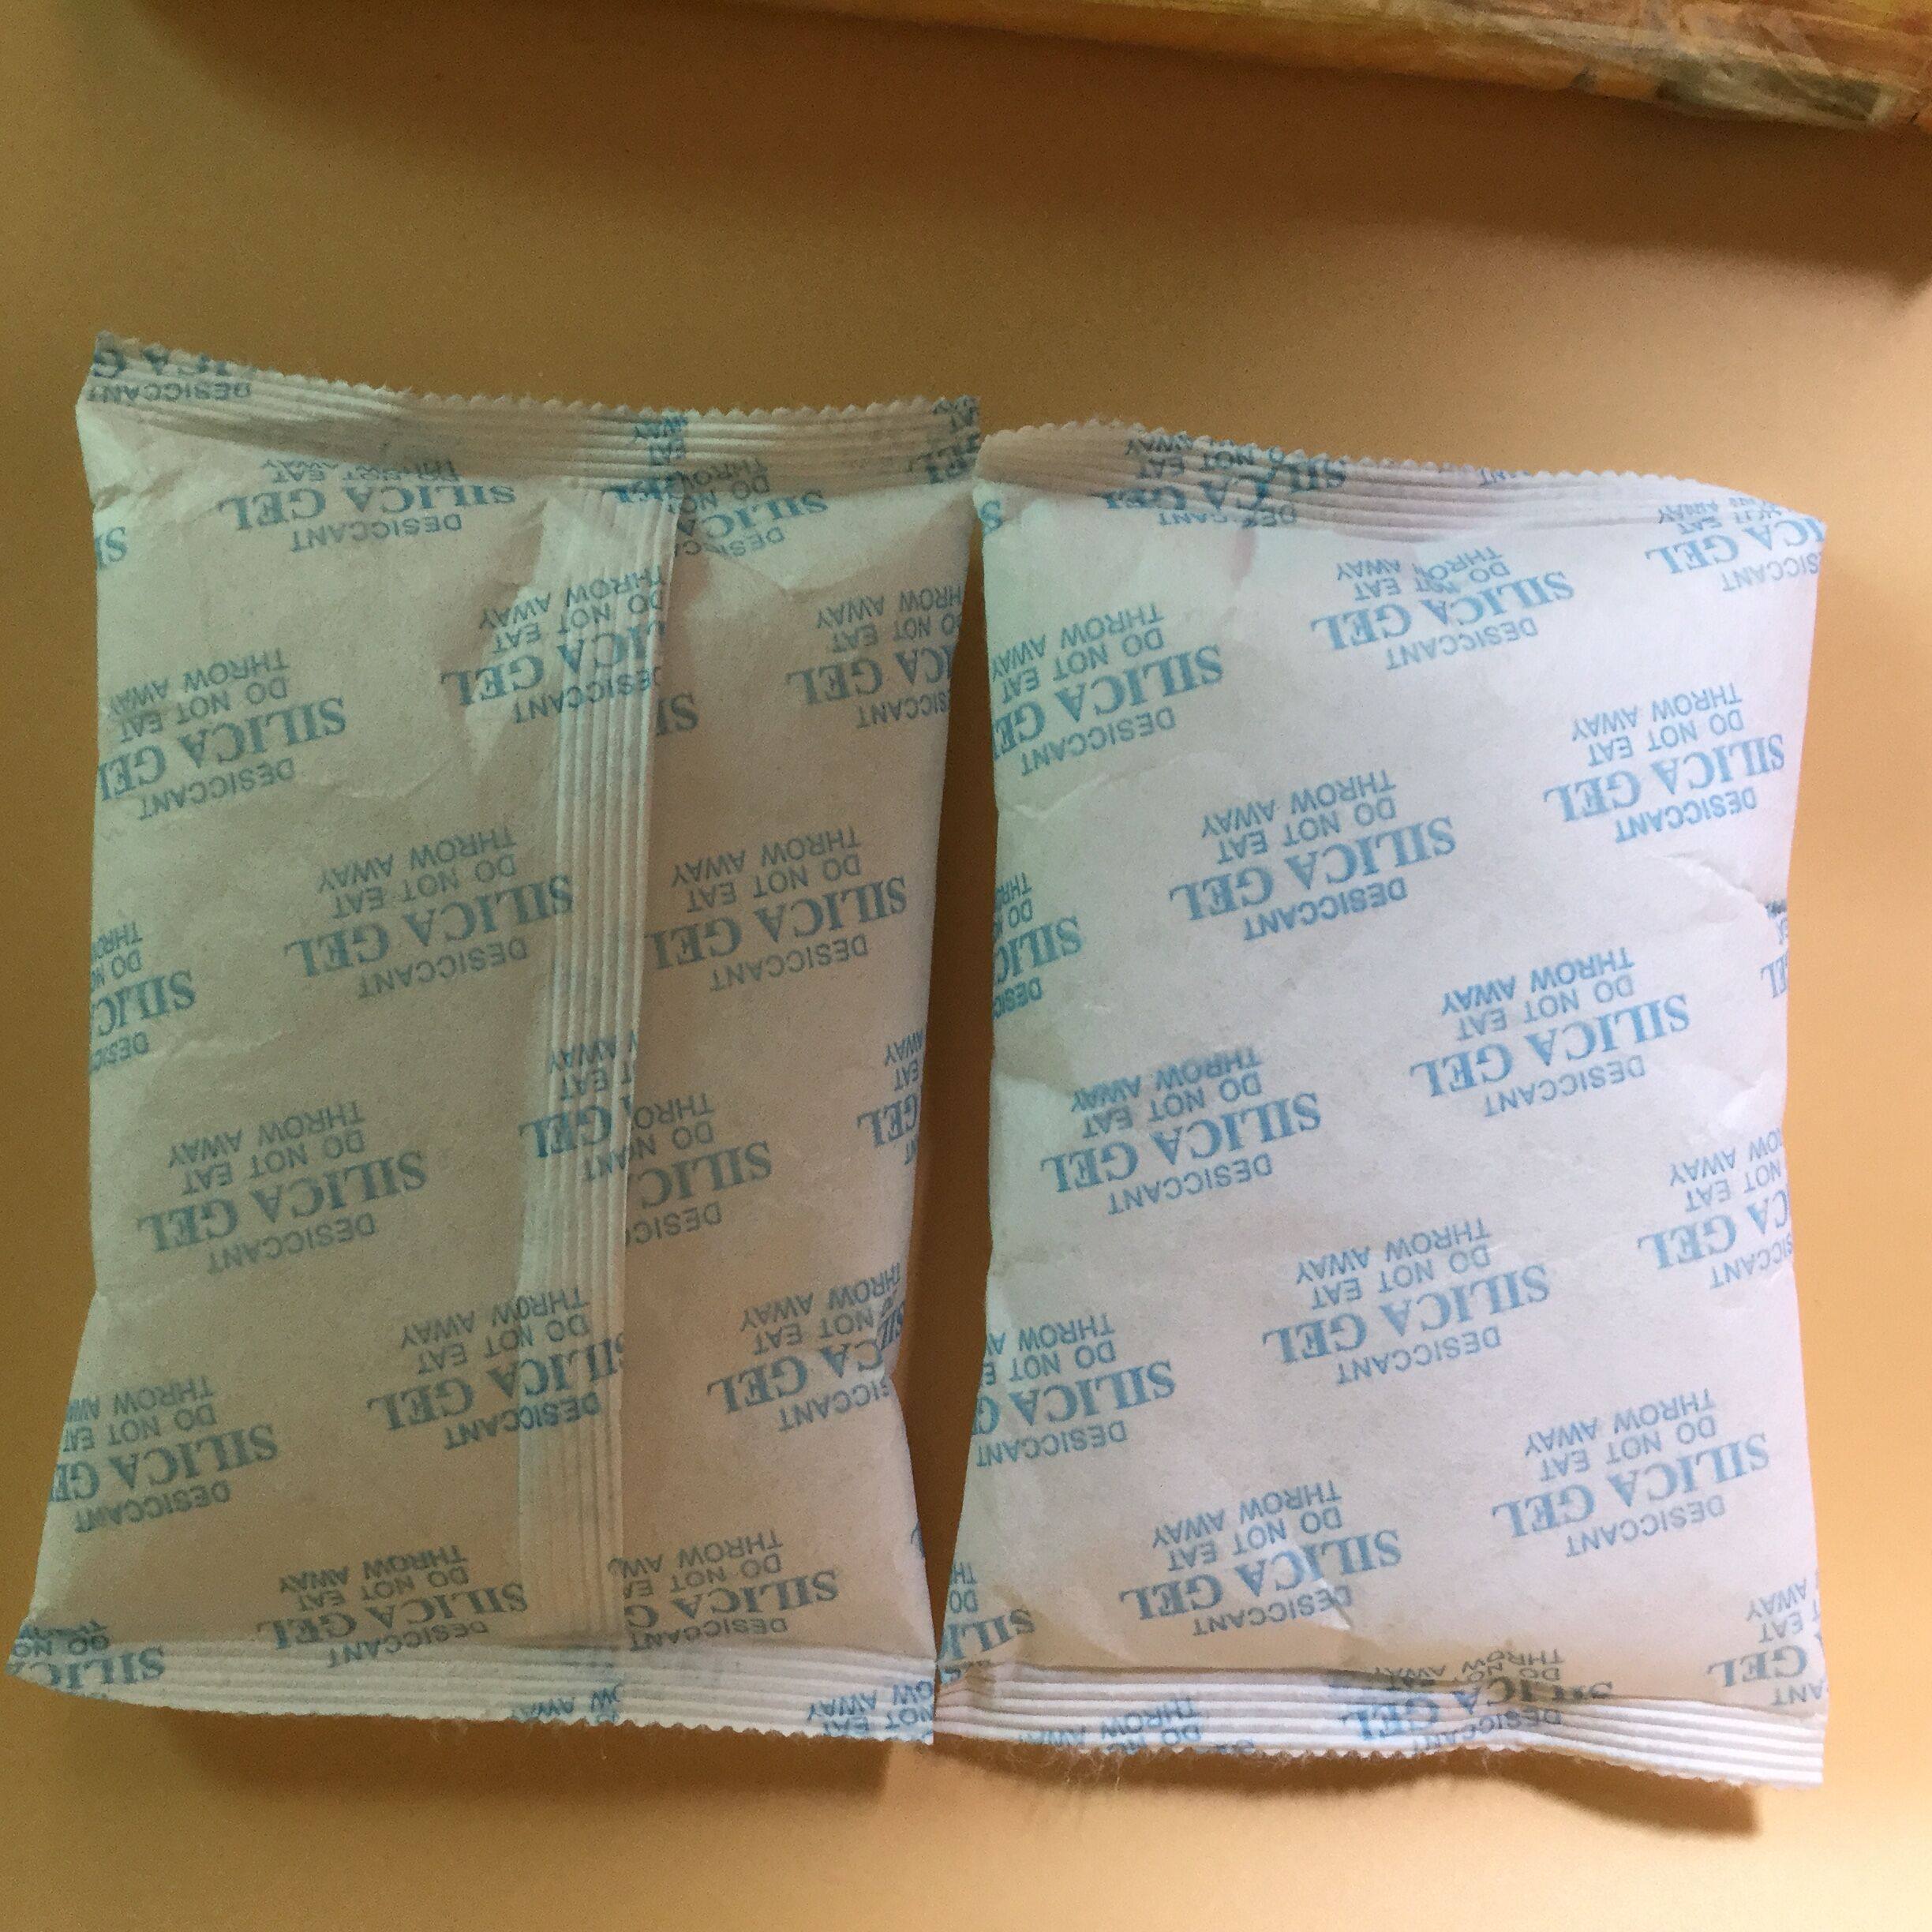 DESICCANT
SILICA GEL
DO NOT EAT
THROW AWAY